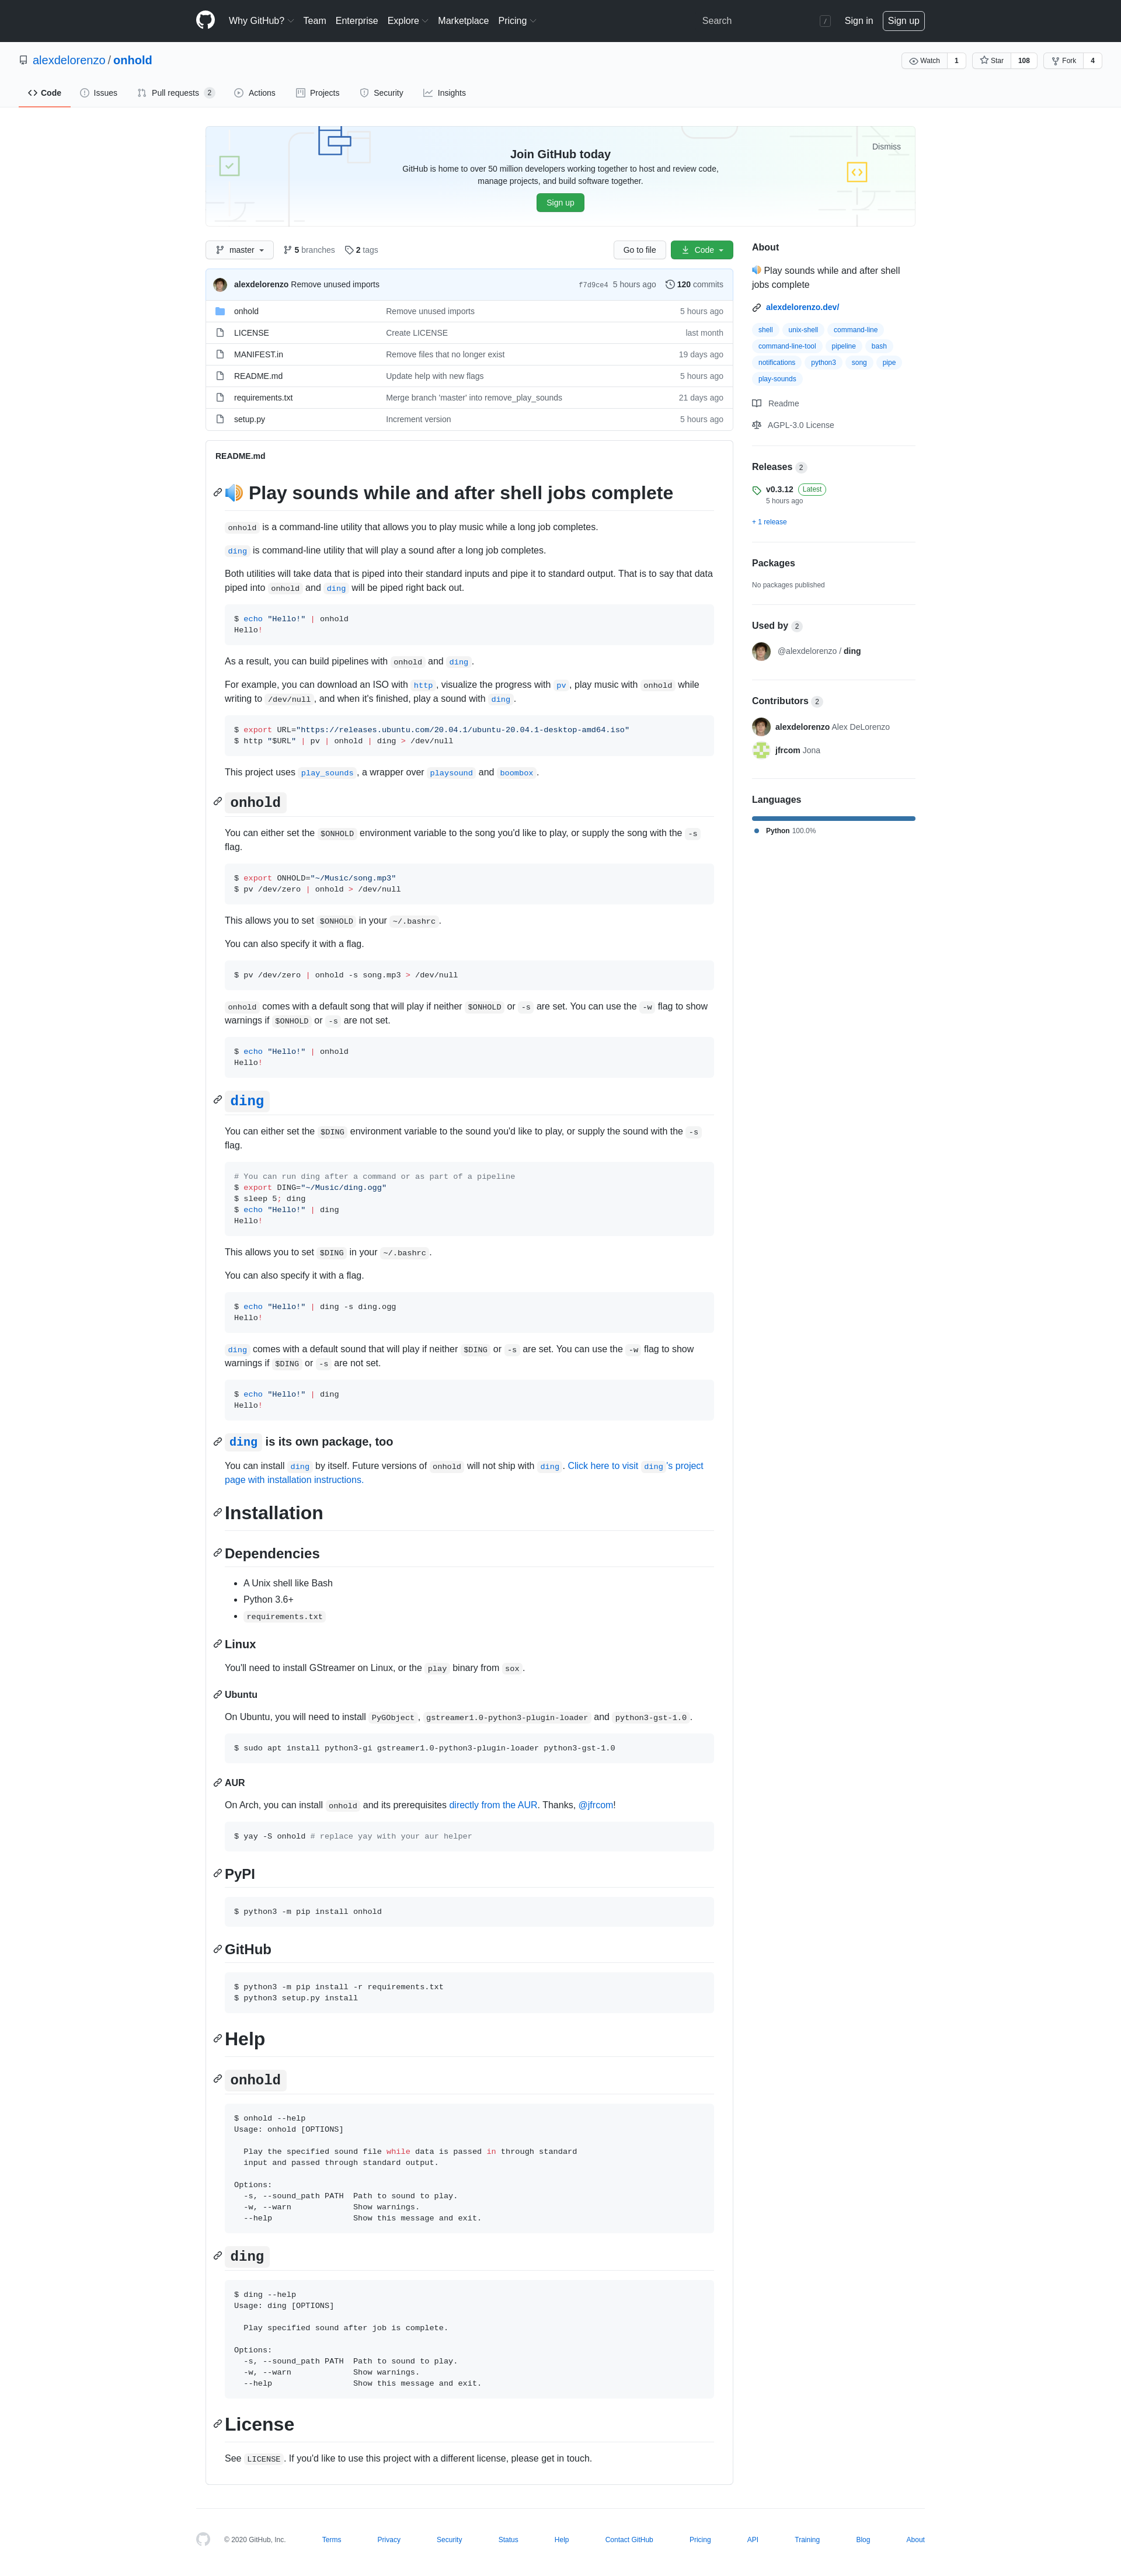 Why GitHub? Team Enterprise Explore Marketplace Pricing Search / Sign in Sign up
alexdelorenzo / onhold
Watch 1 Star 108 Fork 4
Code Issues Pull requests 2 Actions Projects Security Insights
Join GitHub today
Dismiss
GitHub is home to over 50 million developers working together to host and review code,
manage projects, and build software together.
Sign up
master 5 branches 2 tags Go to file Code
alexdelorenzo Remove unused imports f7d9ce4 5 hours ago 120 commits
onhold Remove unused imports 5 hours ago
LICENSE Create LICENSE last month
MANIFEST.in Remove files that no longer exist 19 days ago
README.md Update help with new flags 5 hours ago
requirements.txt Merge branch 'master' into remove_play_sounds 21 days ago
setup.py Increment version 5 hours ago
README.md
Play sounds while and after shell jobs complete
onhold is a command-line utility that allows you to play music while a long job completes.
ding is command-line utility that will play a sound after a long job completes.
Both utilities will take data that is piped into their standard inputs and pipe it to standard output. That is to say that data
piped into onhold and ding will be piped right back out.
$ echo "Hello!" | onhold
Hello!
As a result, you can build pipelines with onhold and ding.
For example, you can download an ISO with http, visualize the progress with pv, play music with onhold while
writing to /dev/null, and when it's finished, play a sound with ding.
$ export URL="https://releases.ubuntu.com/20.04.1/ubuntu-20.04.1-desktop-amd64.iso"
$ http "$URL" | pv | onhold | ding > /dev/null
This project uses play_sounds, a wrapper over playsound and boombox.
onhold
You can either set the $ONHOLD environment variable to the song you'd like to play, or supply the song with the -s
flag.
$ export ONHOLD="~/Music/song.mp3"
$ pv /dev/zero | onhold > /dev/null
This allows you to set $ONHOLD in your ~/.bashrc.
You can also specify it with a flag.
$ pv /dev/zero | onhold -s song.mp3 > /dev/null
onhold comes with a default song that will play if neither $ONHOLD or -s are set. You can use the -w flag to show
warnings if $ONHOLD or -s are not set.
$ echo "Hello!" | onhold
Hello!
ding
You can either set the $DING environment variable to the sound you'd like to play, or supply the sound with the -s
flag.
# You can run ding after a command or as part of a pipeline
$ export DING="~/Music/ding.ogg"
$ sleep 5; ding
$ echo "Hello!" | ding
Hello!
This allows you to set $DING in your ~/.bashrc.
You can also specify it with a flag.
$ echo "Hello!" | ding -s ding.ogg
Hello!
ding comes with a default sound that will play if neither $DING or -s are set. You can use the -w flag to show
warnings if $DING or -s are not set.
$ echo "Hello!" | ding
Hello!
ding is its own package, too
You can install ding by itself. Future versions of onhold will not ship with ding. Click here to visit ding's project
page with installation instructions.
Installation
Dependencies
• A Unix shell like Bash
• Python 3.6+
• requirements.txt
Linux
You'll need to install GStreamer on Linux, or the play binary from sox.
Ubuntu
On Ubuntu, you will need to install PyGObject, gstreamer1.0-python3-plugin-loader and python3-gst-1.0.
$ sudo apt install python3-gi gstreamer1.0-python3-plugin-loader python3-gst-1.0
AUR
On Arch, you can install onhold and its prerequisites directly from the AUR. Thanks, @jfrcom!
$ yay -S onhold # replace yay with your aur helper
PyPI
$ python3 -m pip install onhold
GitHub
$ python3 -m pip install -r requirements.txt
$ python3 setup.py install
Help
onhold
$ onhold --help
Usage: onhold [OPTIONS]
Play the specified sound file while data is passed in through standard
input and passed through standard output.
Options:
-s, --sound_path PATH Path to sound to play.
-w, --warn Show warnings.
--help Show this message and exit.
ding
$ ding --help
Usage: ding [OPTIONS]
Play specified sound after job is complete.
Options:
-s, --sound_path PATH Path to sound to play.
-w, --warn Show warnings.
--help Show this message and exit.
License
See LICENSE. If you'd like to use this project with a different license, please get in touch.
About
Play sounds while and after shell
jobs complete
alexdelorenzo.dev/
shell unix-shell command-line
command-line-tool pipeline bash
notifications python3 song pipe
play-sounds
Readme
AGPL-3.0 License
Releases 2
v0.3.12 Latest
5 hours ago
+ 1 release
Packages
No packages published
Used by 2
@alexdelorenzo / ding
Contributors 2
alexdelorenzo Alex DeLorenzo
jfrcom Jona
Languages
Python 100.0%
© 2020 GitHub, Inc. Terms Privacy Security Status Help Contact GitHub Pricing API Training Blog About